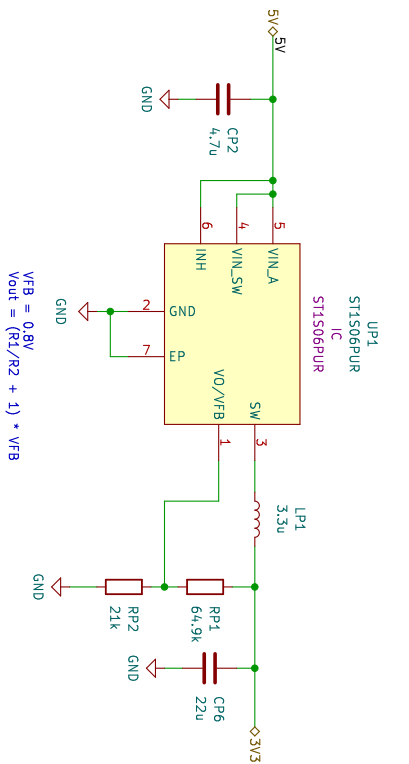 5V
5V
GND
CP2
4.7u
5
4
6
VIN_A
VIN_SW
INH
UP1
ST1S06PUR
IC
ST1S06PUR
2
GND
7
EP
GND
VO/VFB
SW
1
3
VFB = 0.8V
Vout = (R1/R2 + 1) * VFB
LP1
3.3u
RP1
64.9k
RP2
21k
GND
CP6
22u
GND
3V3